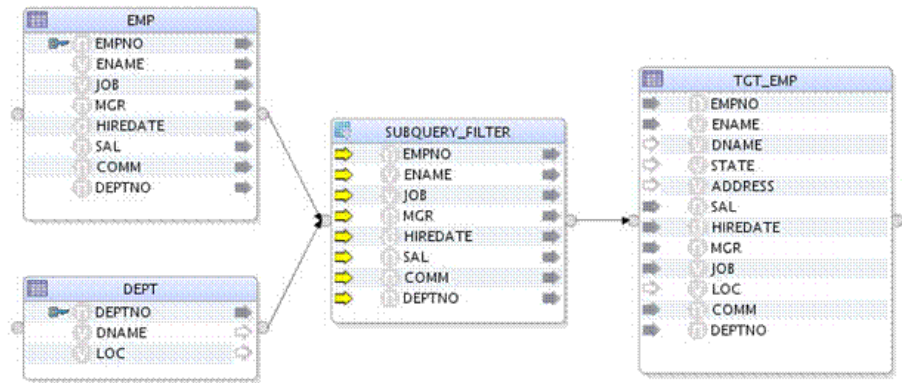 EMP
EMPNO
ENAME
JOB
MGR
HIREDATE
SAL
COMM
DEPTNO
DEPT
DEPTNO
DNAME
LOC
SUBQUERY_FILTER
EMPNO
ENAME
JOB
MGR
HIREDATE
SAL
COMM
DEPTNO
TGT_EMP
EMPNO
ENAME
DNAME
STATE
ADDRESS
SAL
HIREDATE
MGR
JOB
LOC
COMM
DEPTNO